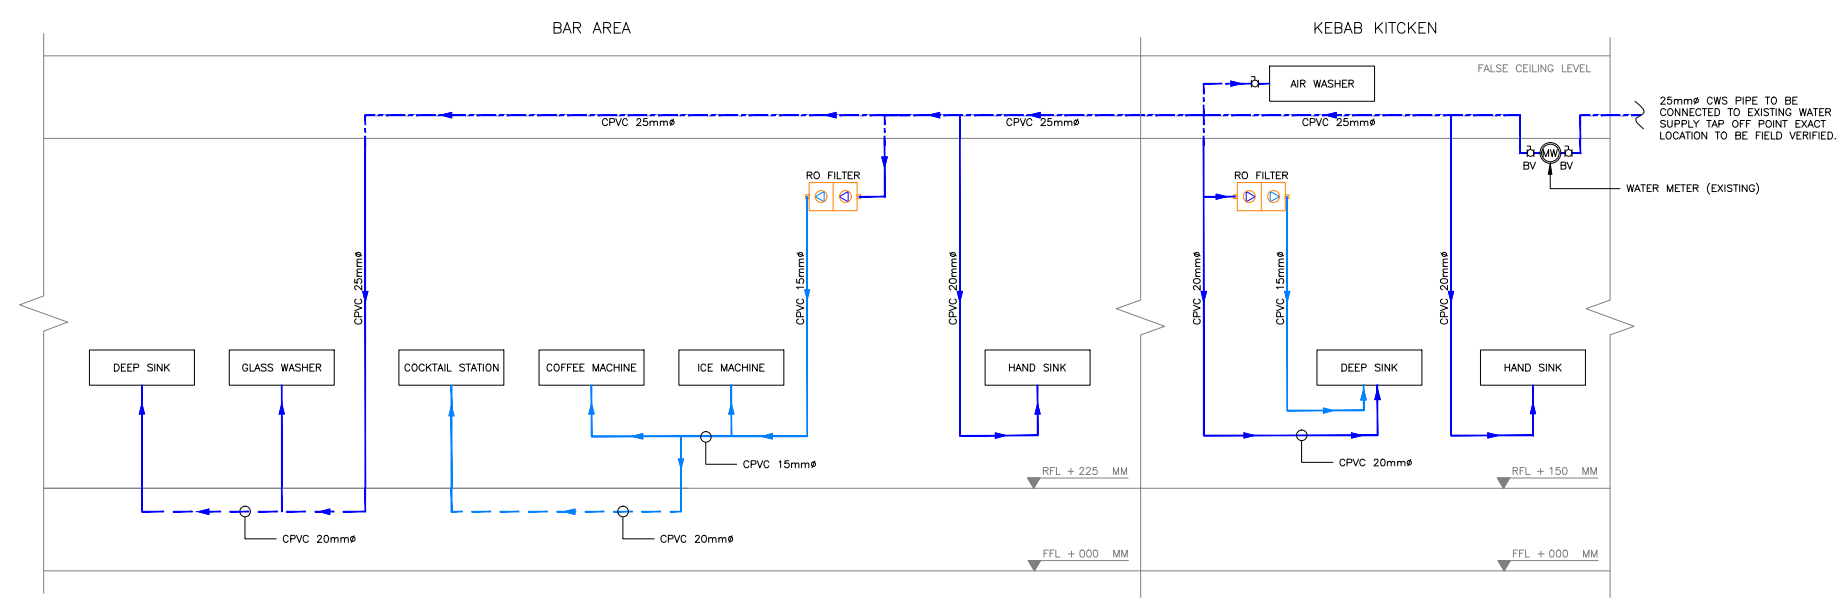 BAR AREA
KEBAB KITCKEN
FALSE CEILING LEVEL
AIR WASHER
25mmø CWS PIPE TO BE
CONNECTED TO EXISTING WATER
SUPPLY TAP OFF POINT EXACT
LOCATION TO BE FIELD VERIFIED.
CPVC 25mmø
CPVC 25mmø
CPVC 25mmø
MW
BV
BV
WATER METER (EXISTING)
RO FILTER
RO FILTER
CPVC 25mmø
CPVC 15mmø
CPVC 20mmø
CPVC 20mmø
CPVC 15mmø
CPVC 20mmø
DEEP SINK
GLASS WASHER
COCKTAIL STATION
COFFEE MACHINE
ICE MACHINE
HAND SINK
DEEP SINK
HAND SINK
CPVC 15mmø
CPVC 20mmø
RFL +225 MM
RFL +150 MM
CPVC 20mmø
CPVC 20mmø
FFL +000 MM
FFL +000 MM